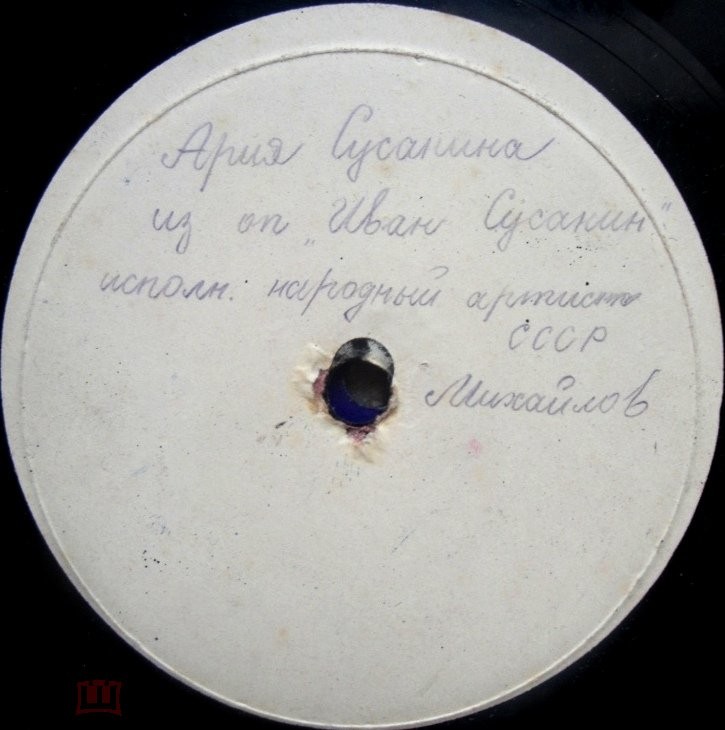 Ария Сусанина
из оп „Иван Сусанин"
исполн. народный артист
СССР
Михайлов